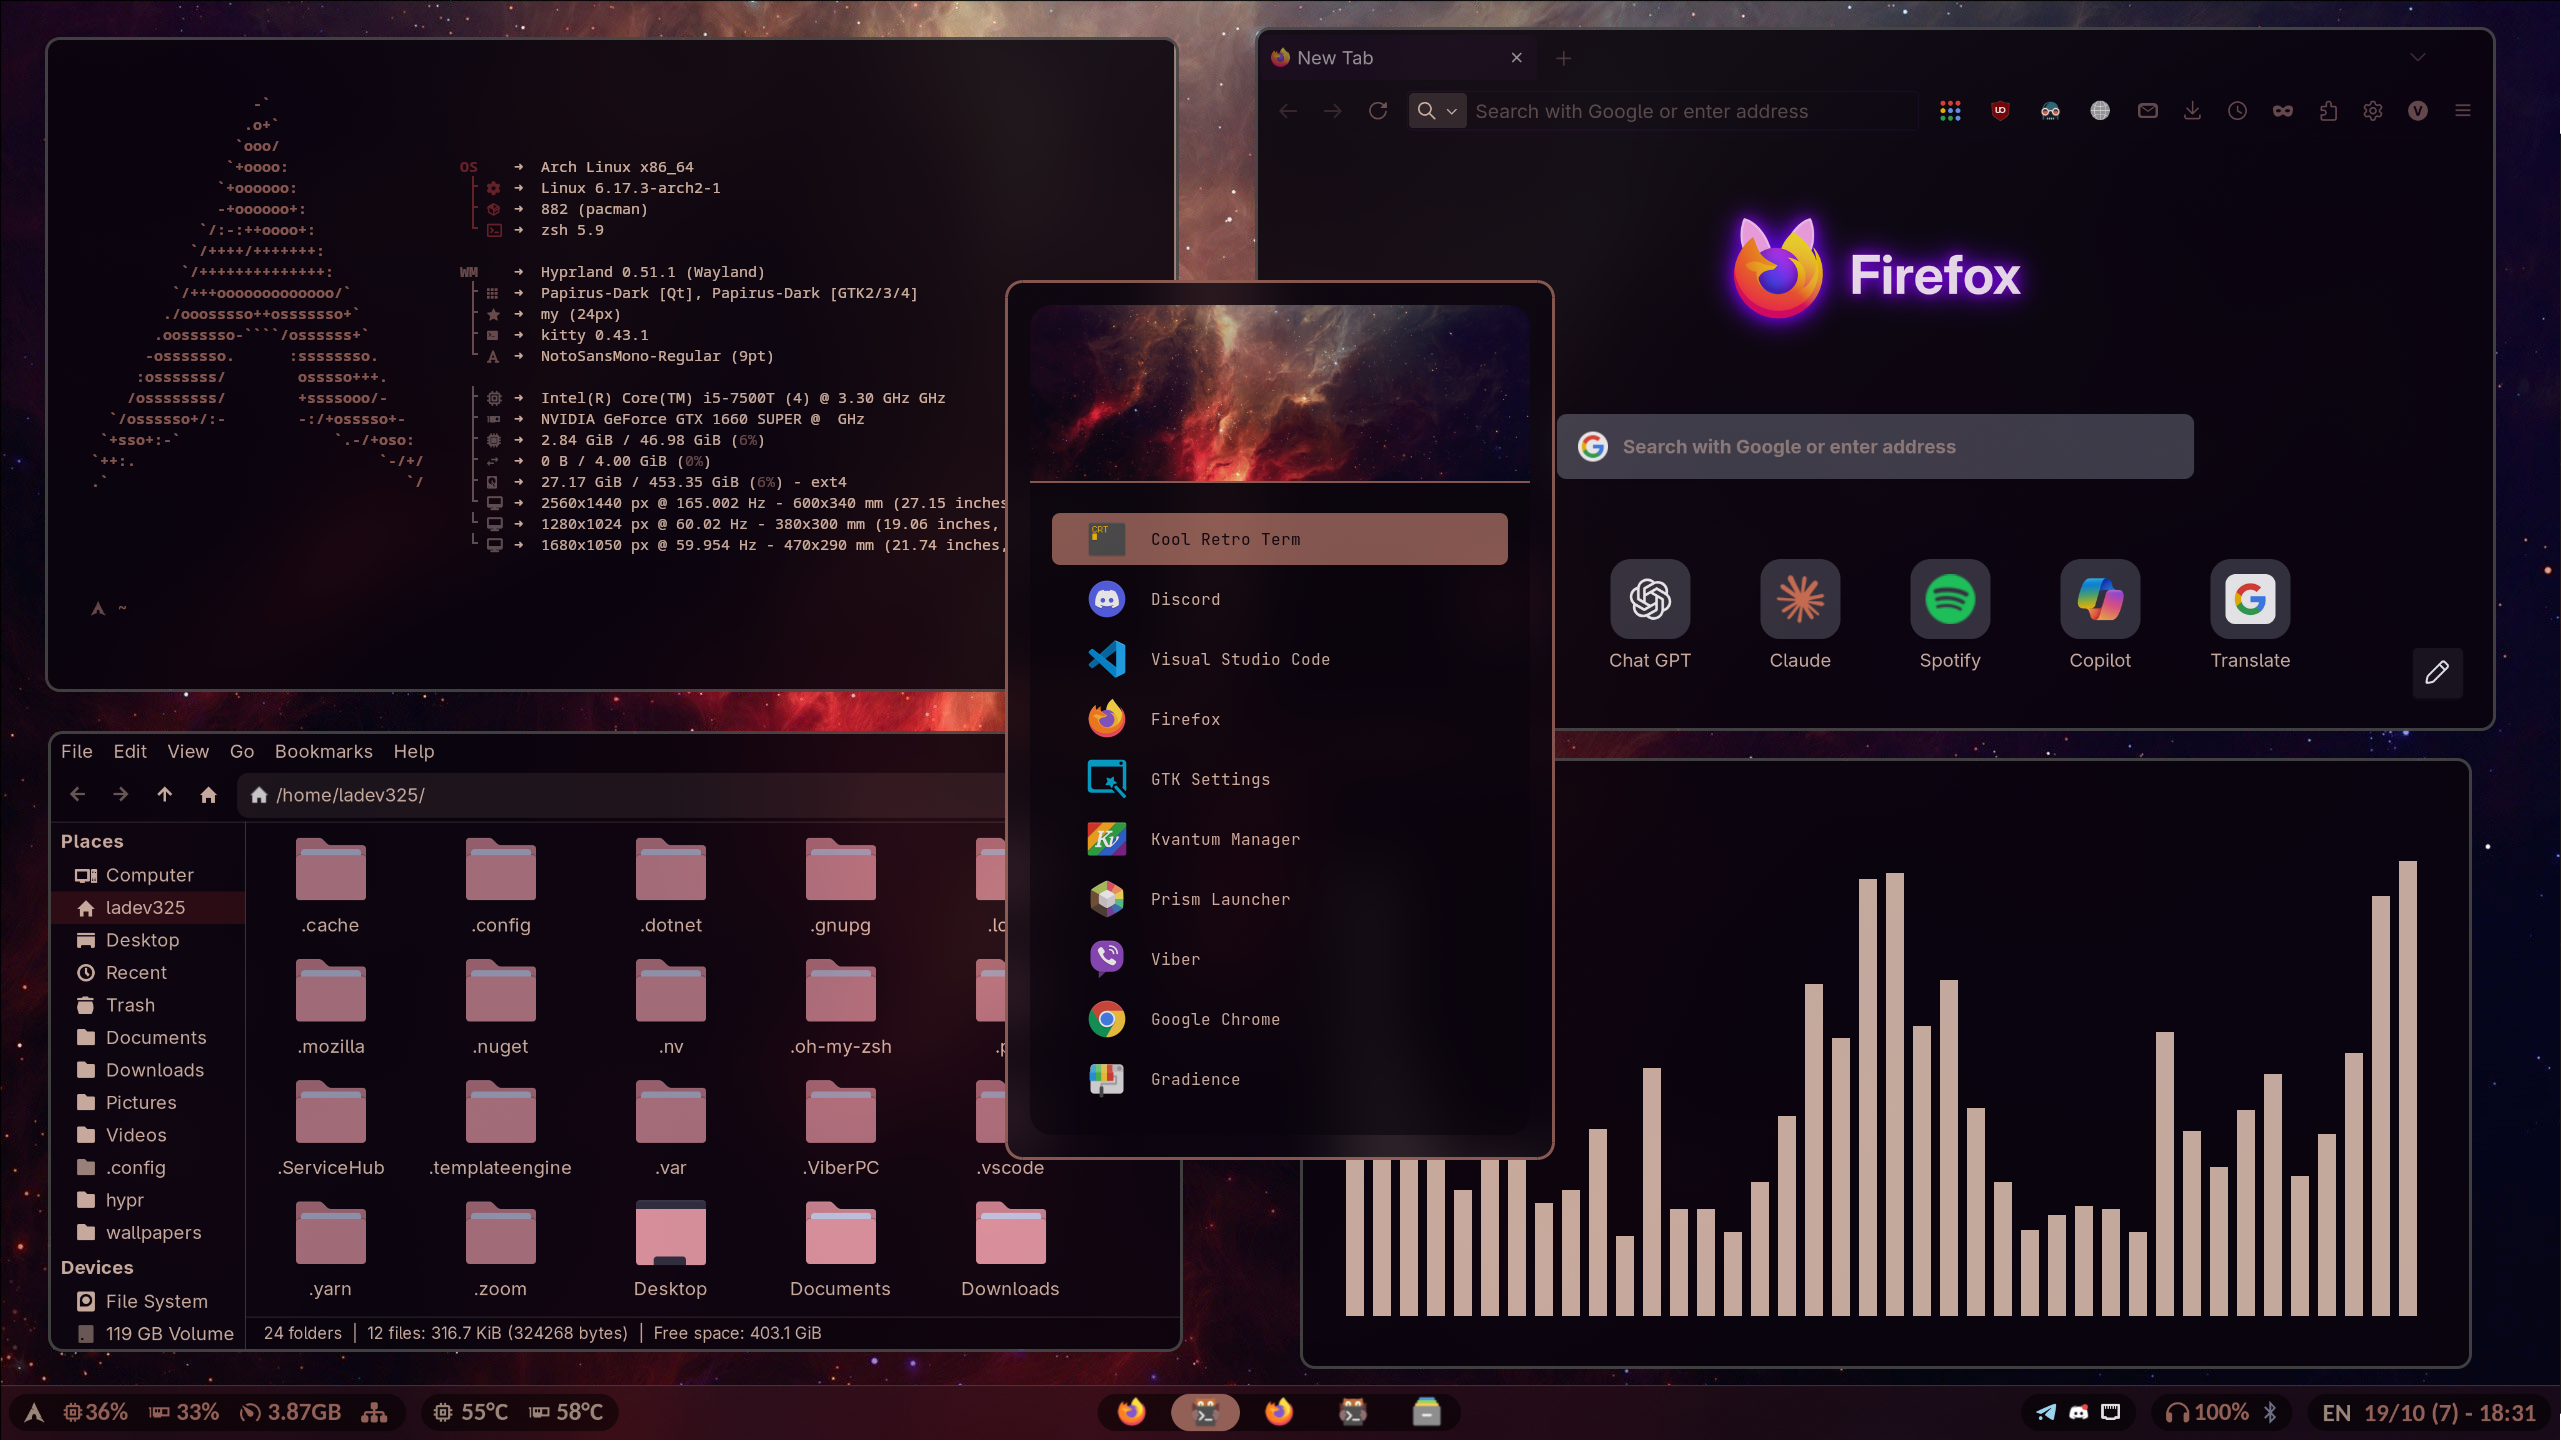 -`
.o+`
`ooo/
`+oooo:
`+oooooo:
-+oooooo+:
`/:-:++oooo+:
`/++++/+++++++:
`/++++++++++++++:
`/+++ooooooooooooo/`
./ooosssso++osssssso+`
.oossssso-````/ossssss+`
-osssssso. :ssssssso.
:osssssss/ osssso+++.
/ossssssss/ +ssssooo/-
`/ossssso+/:- -:/+osssso+-
`+sso+:-` `.-/+oso:
`++:. `-/+/
.` `/
OS ➜ Arch Linux x86_64
➜ Linux 6.17.3-arch2-1
➜ 882 (pacman)
➜ zsh 5.9
WM ➜ Hyprland 0.51.1 (Wayland)
➜ Papirus-Dark [Qt], Papirus-Dark [GTK2/3/4]
➜ my (24px)
➜ kitty 0.43.1
➜ NotoSansMono-Regular (9pt)
➜ Intel(R) Core(TM) i5-7500T (4) @ 3.30 GHz GHz
➜ NVIDIA GeForce GTX 1660 SUPER @ GHz
➜ 2.84 GiB / 46.98 GiB (6%)
➜ 0 B / 4.00 GiB (0%)
➜ 27.17 GiB / 453.35 GiB (6%) - ext4
➜ 2560x1440 px @ 165.002 Hz - 600x340 mm (27.15 inches
➜ 1280x1024 px @ 60.02 Hz - 380x300 mm (19.06 inches,
➜ 1680x1050 px @ 59.954 Hz - 470x290 mm (21.74 inches,
~
New Tab
Search with Google or enter address
UO
V
Firefox
Search with Google or enter address
Chat GPT
Claude
Spotify
Copilot
Translate
CRT
Cool Retro Term
Discord
Visual Studio Code
Firefox
GTK Settings
Kv
Kvantum Manager
Prism Launcher
Viber
Google Chrome
Gradience
File Edit View Go Bookmarks Help
/home/ladev325/
Places
Computer
ladev325
Desktop
Recent
Trash
Documents
Downloads
Pictures
Videos
.config
hypr
wallpapers
Devices
File System
119 GB Volume
.cache .config .dotnet .gnupg .lo
.mozilla .nuget .nv .oh-my-zsh .p
.ServiceHub .templateengine .var .ViberPC .vscode
.yarn .zoom Desktop Documents Downloads
24 folders | 12 files: 316.7 KiB (324268 bytes) | Free space: 403.1 GiB
36% 33% 3.87GB
55°C 58°C
100%
EN 19/10 (7) - 18:31